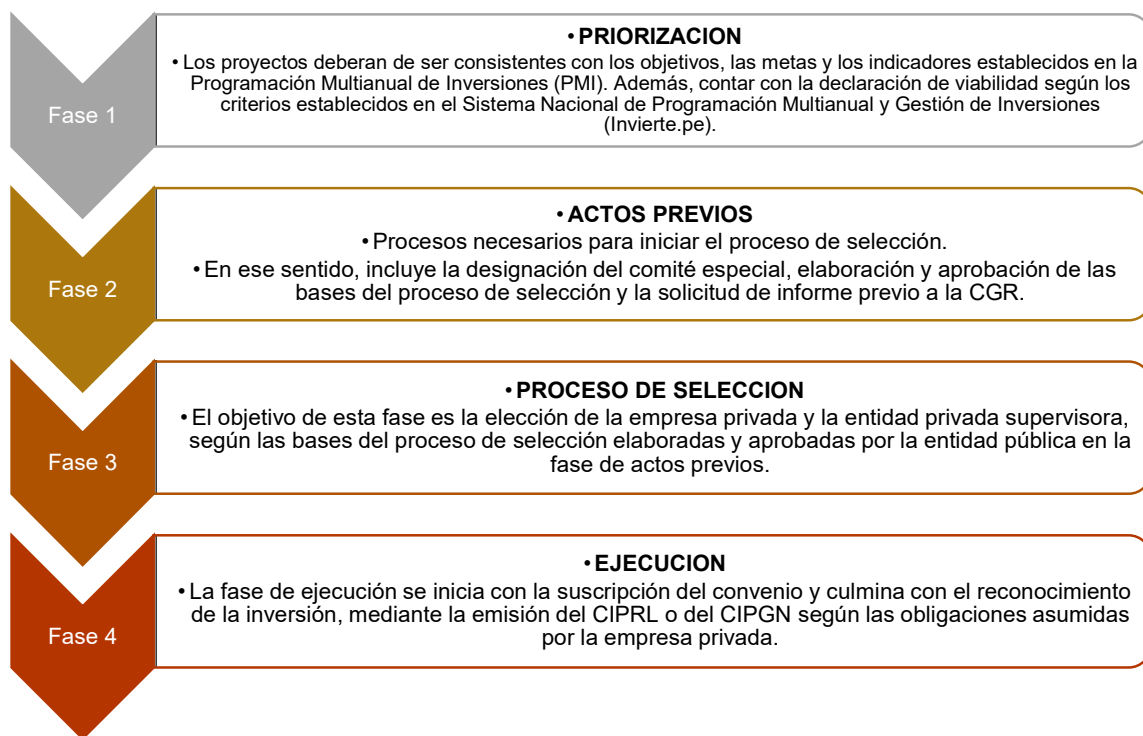 Fase 1
• PRIORIZACION
• Los proyectos deberan de ser consistentes con los objetivos, las metas y los indicadores establecidos en la
Programación Multianual de Inversiones (PMI). Además, contar con la declaración de viabilidad según los
criterios establecidos en el Sistema Nacional de Programación Multianual y Gestión de Inversiones
(Invierte.pe).
Fase 2
• ACTOS PREVIOS
• Procesos necesarios para iniciar el proceso de selección.
• En ese sentido, incluye la designación del comité especial, elaboración y aprobación de las
bases del proceso de selección y la solicitud de informe previo a la CGR.
Fase 3
• PROCESO DE SELECCION
• El objetivo de esta fase es la elección de la empresa privada y la entidad privada supervisora,
según las bases del proceso de selección elaboradas y aprobadas por la entidad pública en la
fase de actos previos.
Fase 4
• EJECUCION
• La fase de ejecución se inicia con la suscripción del convenio y culmina con el reconocimiento
de la inversión, mediante la emisión del CIPRL o del CIPGN según las obligaciones asumidas
por la empresa privada.